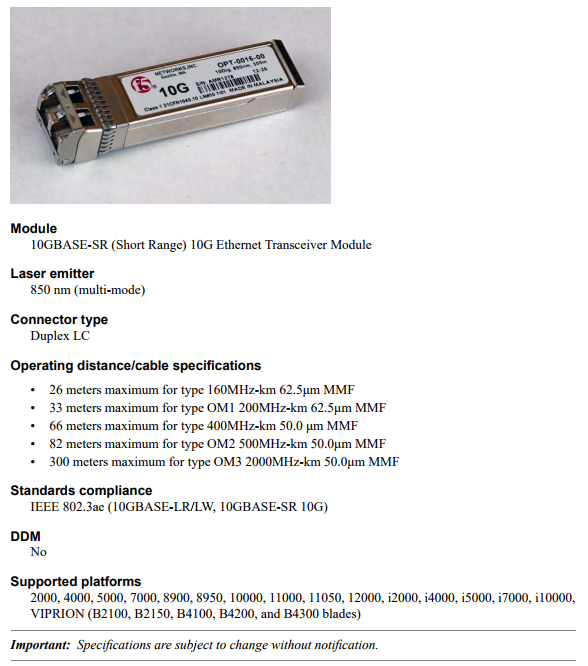 f5
NETWORKS, INC.
Seattle, WA
OPT-0016-00
10Gig, 850nm, 300m
10G
S/N: AMR1218
12-26
MADE IN MALAYSIA
Class 1 21CFR1040.10 LN#50 7/01
Module
10GBASE-SR (Short Range) 10G Ethernet Transceiver Module
Laser emitter
850 nm (multi-mode)
Connector type
Duplex LC
Operating distance/cable specifications
• 26 meters maximum for type 160MHz-km 62.5µm MMF
• 33 meters maximum for type OM1 200MHz-km 62.5µm MMF
• 66 meters maximum for type 400MHz-km 50.0 µm MMF
• 82 meters maximum for type OM2 500MHz-km 50.0µm MMF
• 300 meters maximum for type OM3 2000MHz-km 50.0µm MMF
Standards compliance
IEEE 802.3ae (10GBASE-LR/LW, 10GBASE-SR 10G)
DDM
No
Supported platforms
2000, 4000, 5000, 7000, 8900, 8950, 10000, 11000, 11050, 12000, i2000, i4000, i5000, i7000, i10000,
VIPRION (B2100, B2150, B4100, B4200, and B4300 blades)
Important: Specifications are subject to change without notification.